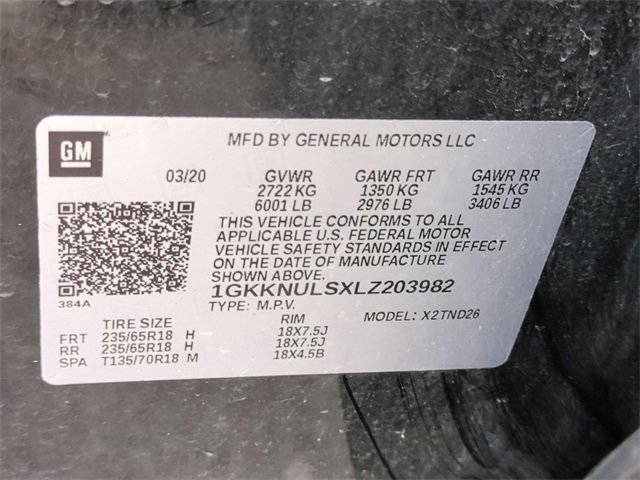 GM
MFD BY GENERAL MOTORS LLC
03/20 GVWR GAWR FRT GAWR RR
2722 KG 1350 KG 1545 KG
6001 LB 2976 LB 3406 LB
THIS VEHICLE CONFORMS TO ALL
APPLICABLE U.S. FEDERAL MOTOR
VEHICLE SAFETY STANDARDS IN EFFECT
ON THE DATE OF MANUFACTURE
SHOWN ABOVE.
384A
1GKKNULSXLZ203982
TYPE: M.P.V. MODEL: X2TND26
TIRE SIZE RIM
FRT 235/65R18 H 18X7.5J
RR 235/65R18 H 18X7.5J
SPA T135/70R18 M 18X4.5B